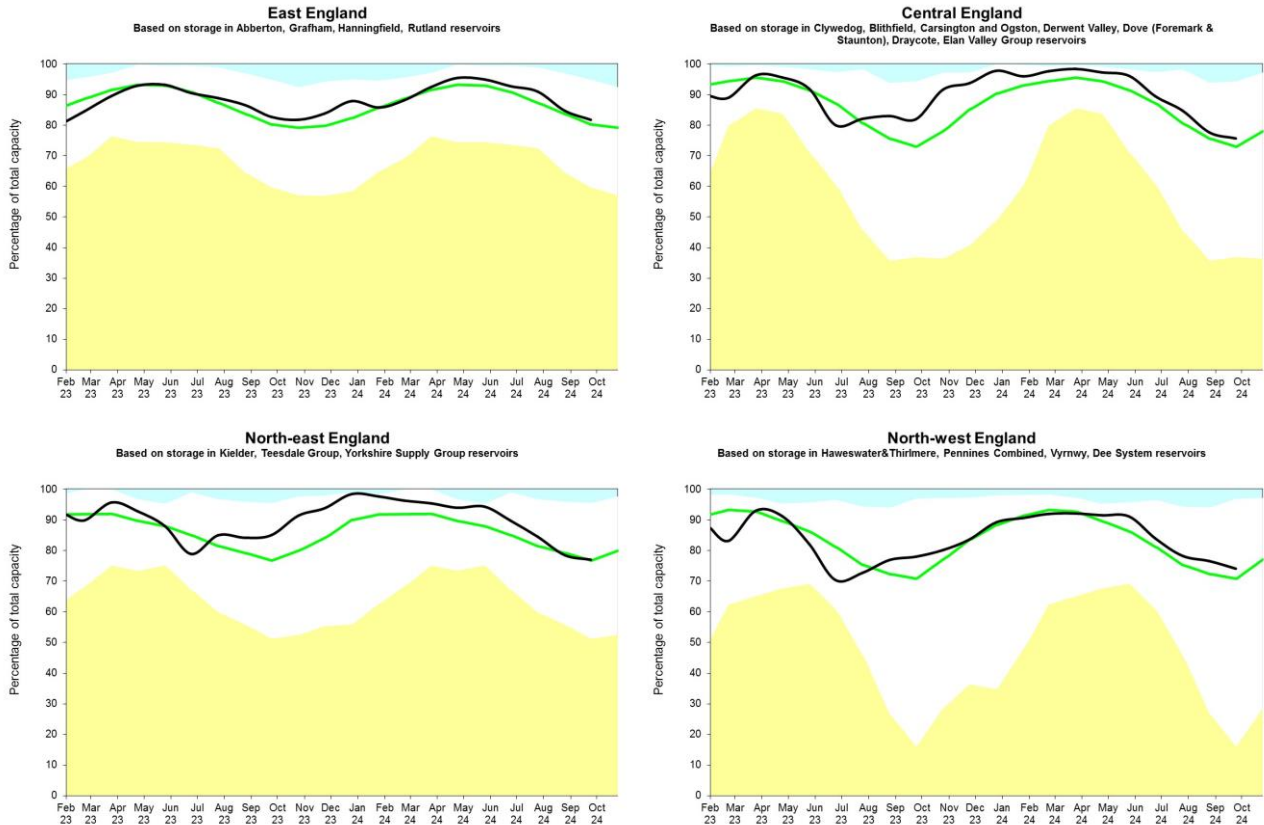 East England
Based on storage in Abberton, Grafham, Hanningfield, Rutland reservoirs
Percentage of total capacity
100
90
80
70
60
50
40
30
20
10
0
Feb Mar Apr May Jun Jul Aug Sep Oct Nov Dec Jan Feb Mar Apr May Jun Jul Aug Sep Oct
23 23 23 23 23 23 23 23 23 23 23 24 24 24 24 24 24 24 24 24 24
Central England
Based on storage in Clywedog, Blithfield, Carsington and Ogston, Derwent Valley, Dove (Foremark &
Staunton), Draycote, Elan Valley Group reservoirs
Percentage of total capacity
100
90
80
70
60
50
40
30
20
10
0
Feb Mar Apr May Jun Jul Aug Sep Oct Nov Dec Jan Feb Mar Apr May Jun Jul Aug Sep Oct
23 23 23 23 23 23 23 23 23 23 23 24 24 24 24 24 24 24 24 24 24
North-east England
Based on storage in Kielder, Teesdale Group, Yorkshire Supply Group reservoirs
Percentage of total capacity
100
90
80
70
60
50
40
30
20
10
0
Feb Mar Apr May Jun Jul Aug Sep Oct Nov Dec Jan Feb Mar Apr May Jun Jul Aug Sep Oct
23 23 23 23 23 23 23 23 23 23 23 24 24 24 24 24 24 24 24 24 24
North-west England
Based on storage in Haweswater&Thirlmere, Pennines Combined, Vyrnwy, Dee System reservoirs
Percentage of total capacity
100
90
80
70
60
50
40
30
20
10
0
Feb Mar Apr May Jun Jul Aug Sep Oct Nov Dec Jan Feb Mar Apr May Jun Jul Aug Sep Oct
23 23 23 23 23 23 23 23 23 23 23 24 24 24 24 24 24 24 24 24 24